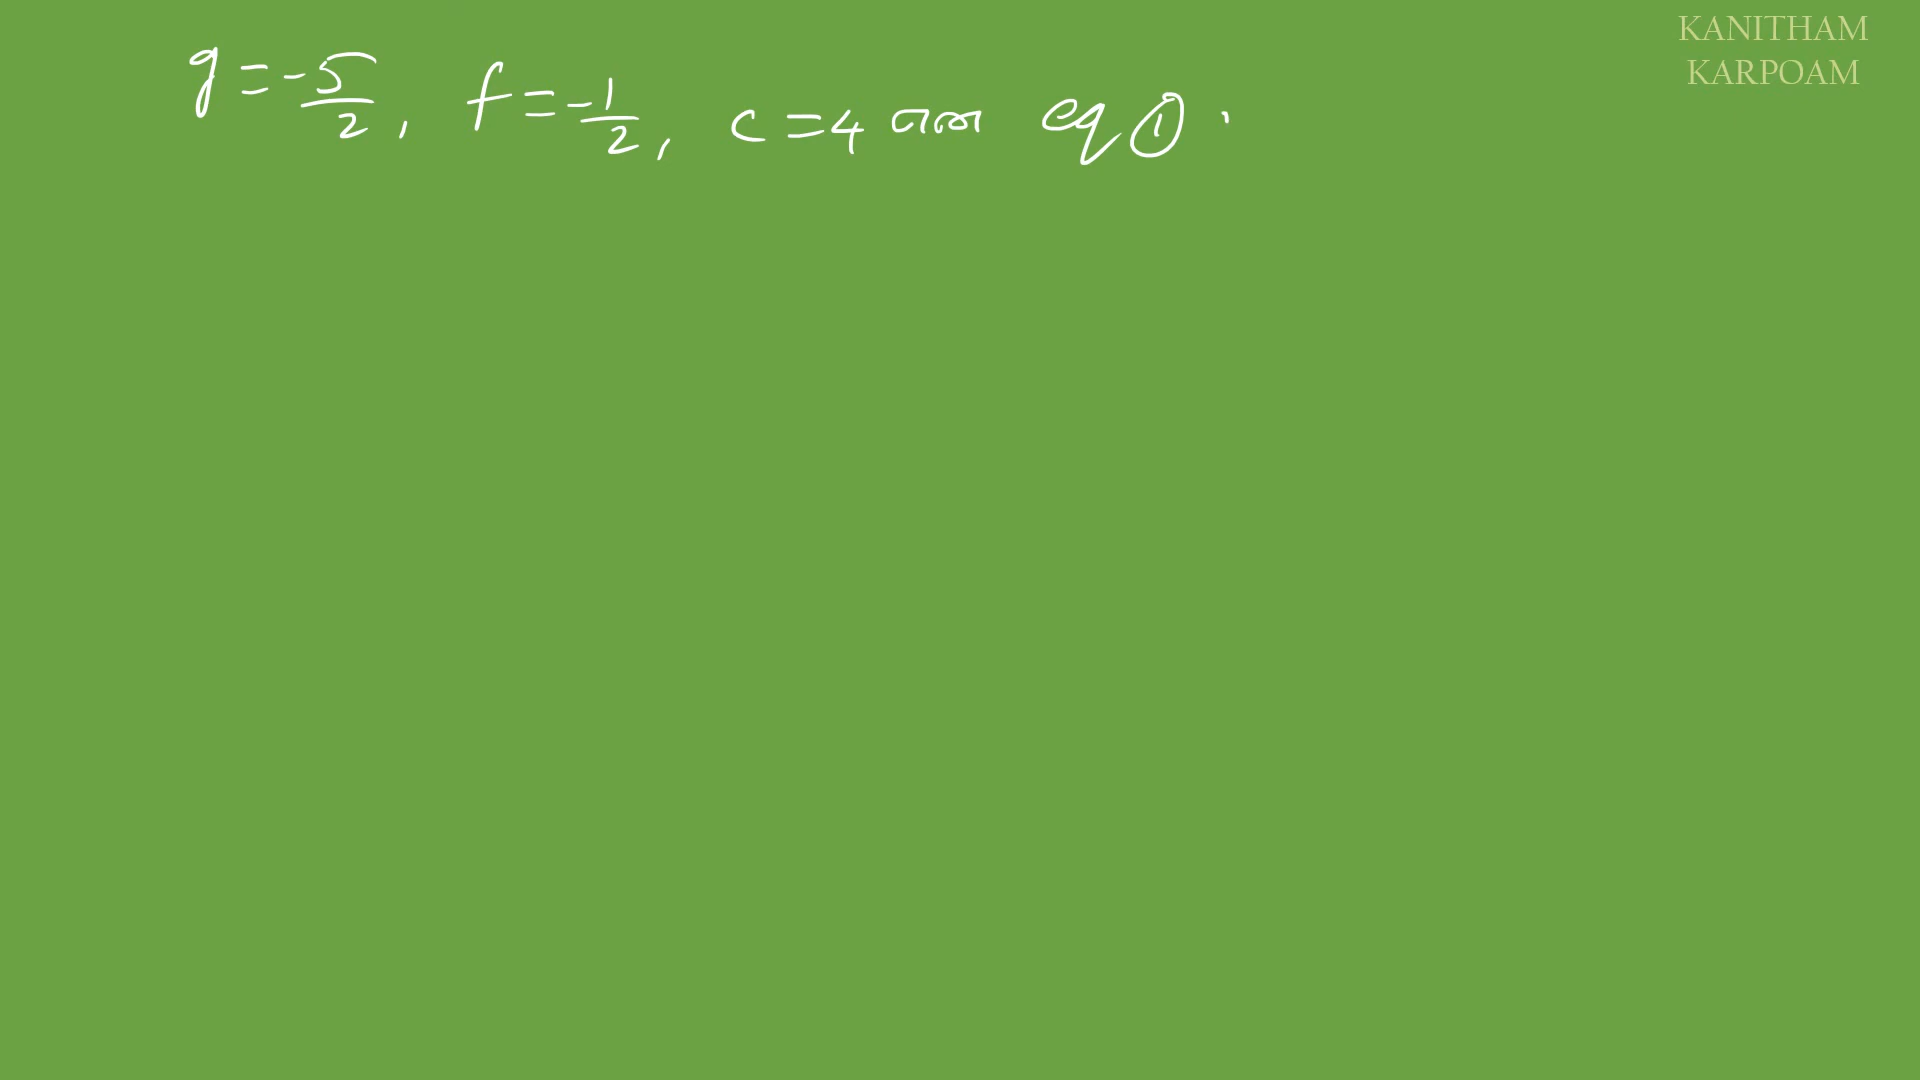 KANITHAM
KARPOAM
g = -5/2, f = -1/2, c = 4 என eq ①